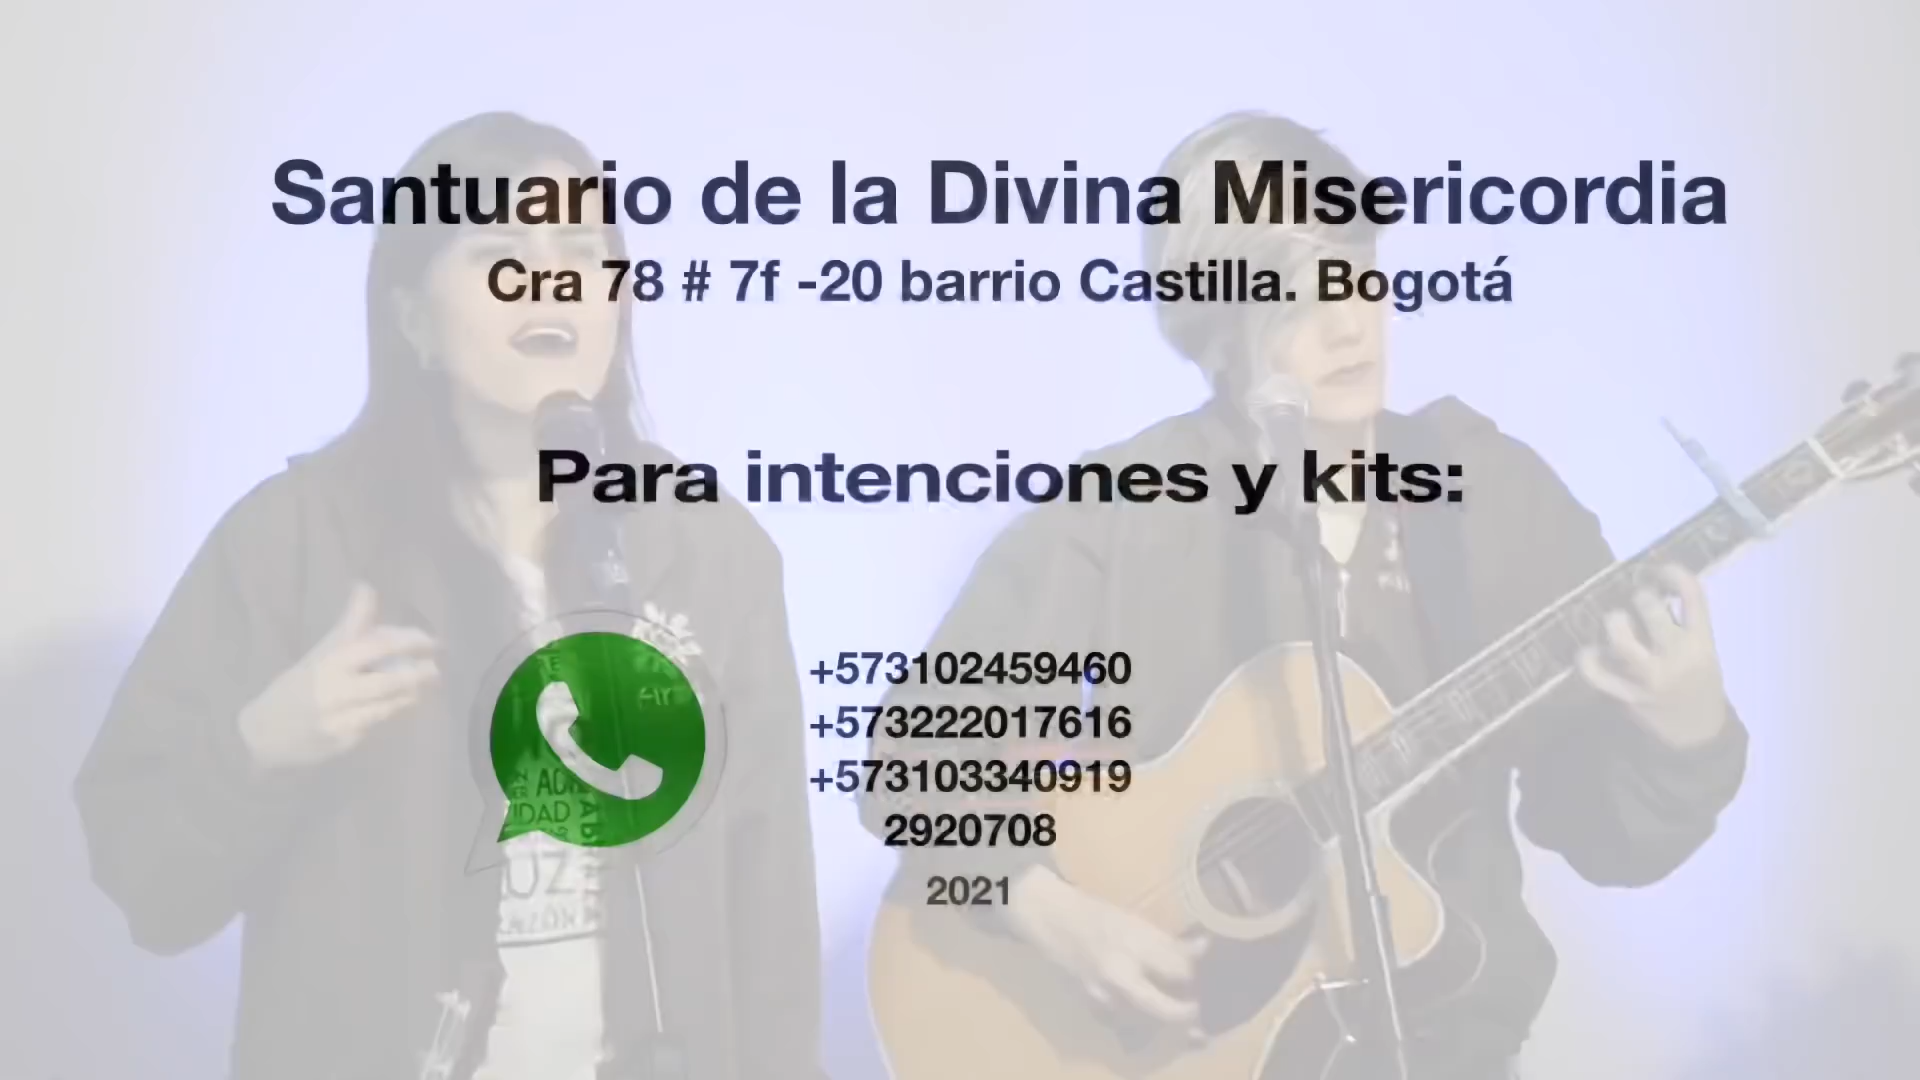 Santuario de la Divina Misericordia
Cra 78 # 7f -20 barrio Castilla. Bogotá
Para intenciones y kits:
+573102459460
+573222017616
+573103340919
2920708
2021